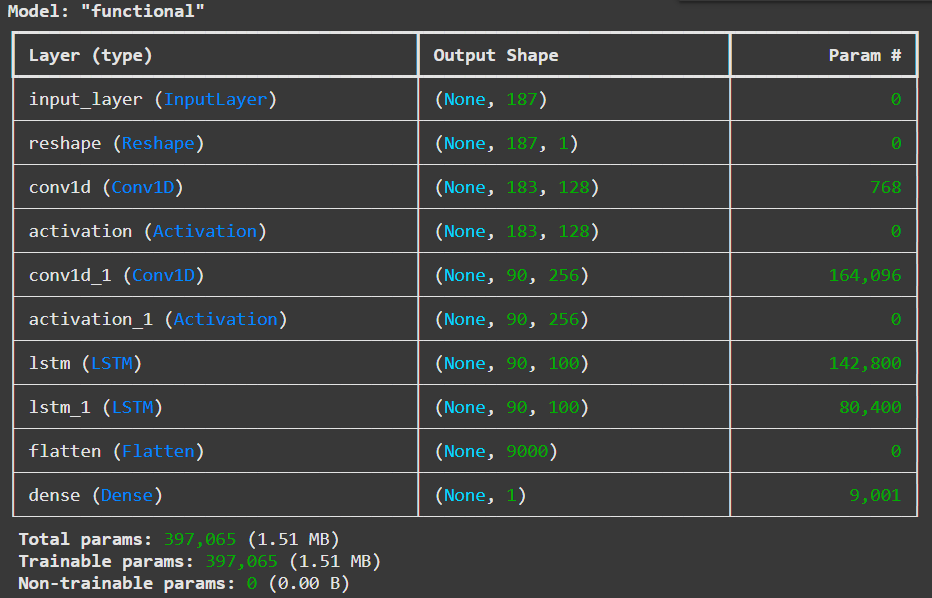 Model: "functional"
Layer (type) Output Shape Param #
input_layer (InputLayer) (None, 187) 0
reshape (Reshape) (None, 187, 1) 0
conv1d (Conv1D) (None, 183, 128) 768
activation (Activation) (None, 183, 128) 0
conv1d_1 (Conv1D) (None, 90, 256) 164,096
activation_1 (Activation) (None, 90, 256) 0
lstm (LSTM) (None, 90, 100) 142,800
lstm_1 (LSTM) (None, 90, 100) 80,400
flatten (Flatten) (None, 9000) 0
dense (Dense) (None, 1) 9,001
Total params: 397,065 (1.51 MB)
Trainable params: 397,065 (1.51 MB)
Non-trainable params: 0 (0.00 B)